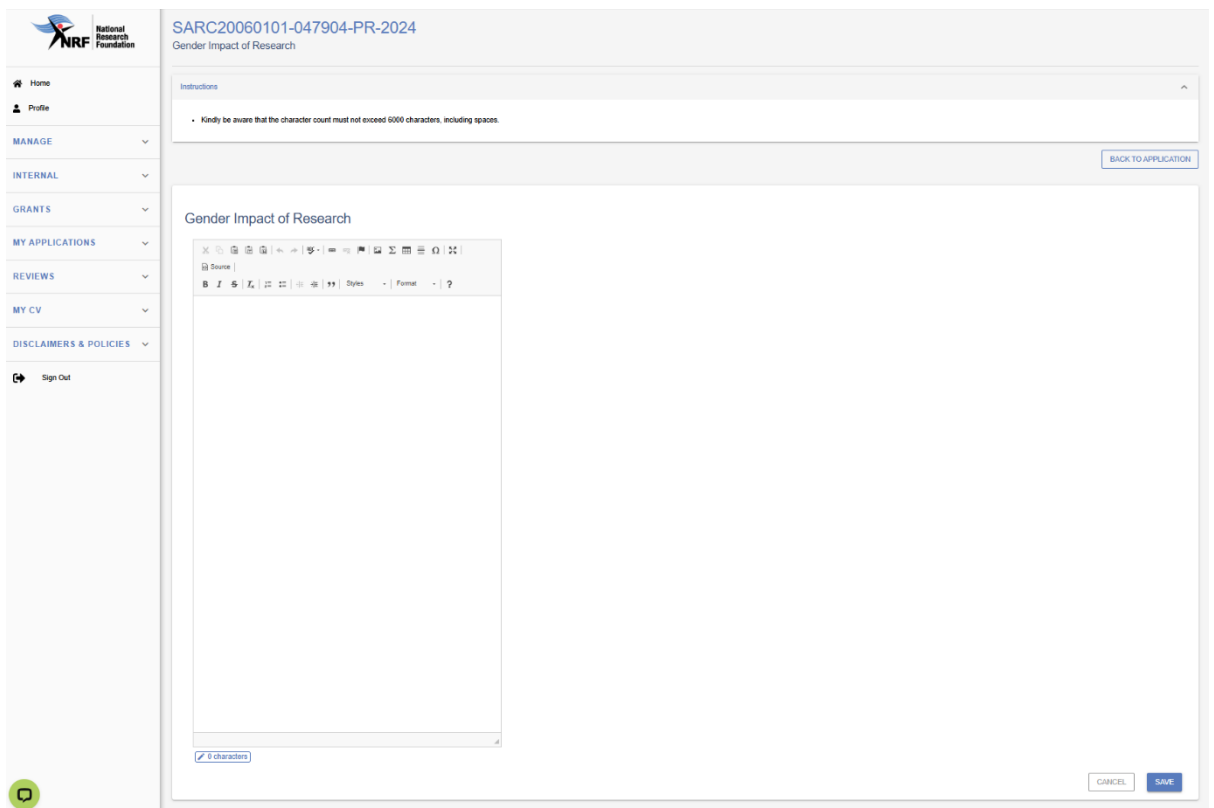 NRF
National
Research
Foundation
Home
Profile
MANAGE
INTERNAL
GRANTS
MY APPLICATIONS
REVIEWS
MY CV
DISCLAIMERS & POLICIES
Sign Out
SARC20060101-047904-PR-2024
Gender Impact of Research
Instructions
• Kindly be aware that the character count must not exceed 6000 characters, including spaces.
BACK TO APPLICATION
Gender Impact of Research
Source
B I S Ix Styles Format ?
0 characters
CANCEL SAVE